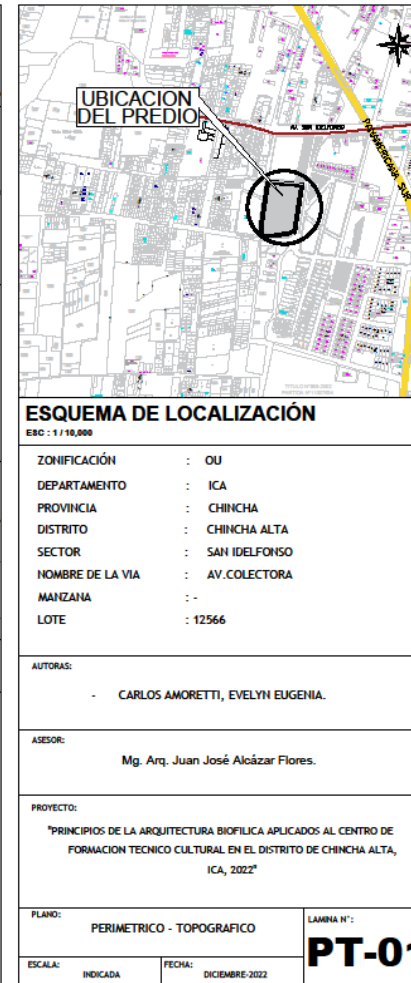 UBICACION
DEL PREDIO
AV. SAN IDELFONSO
PANAMERICANA SUR
ESQUEMA DE LOCALIZACIÓN
ESC : 1 / 10,000
ZONIFICACIÓN : OU
DEPARTAMENTO : ICA
PROVINCIA : CHINCHA
DISTRITO : CHINCHA ALTA
SECTOR : SAN IDELFONSO
NOMBRE DE LA VIA : AV.COLECTORA
MANZANA : -
LOTE : 12566
AUTORAS:
- CARLOS AMORETTI, EVELYN EUGENIA.
ASESOR:
Mg. Arq. Juan José Alcázar Flores.
PROYECTO:
"PRINCIPIOS DE LA ARQUITECTURA BIOFILICA APLICADOS AL CENTRO DE
FORMACION TECNICO CULTURAL EN EL DISTRITO DE CHINCHA ALTA,
ICA, 2022"
PLANO:
PERIMETRICO - TOPOGRAFICO
LAMINA N°:
PT-01
ESCALA:
INDICADA
FECHA:
DICIEMBRE-2022